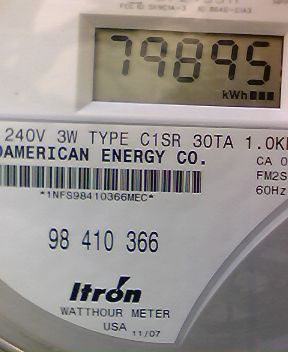 79895
kWh
240V 3W TYPE C1SR 30TA 1.0K
AMERICAN ENERGY CO.
CA 0
FM2S
60Hz
*1NFS98410366MEC*
98 410 366
Itrón
WATTHOUR METER
USA 11/07